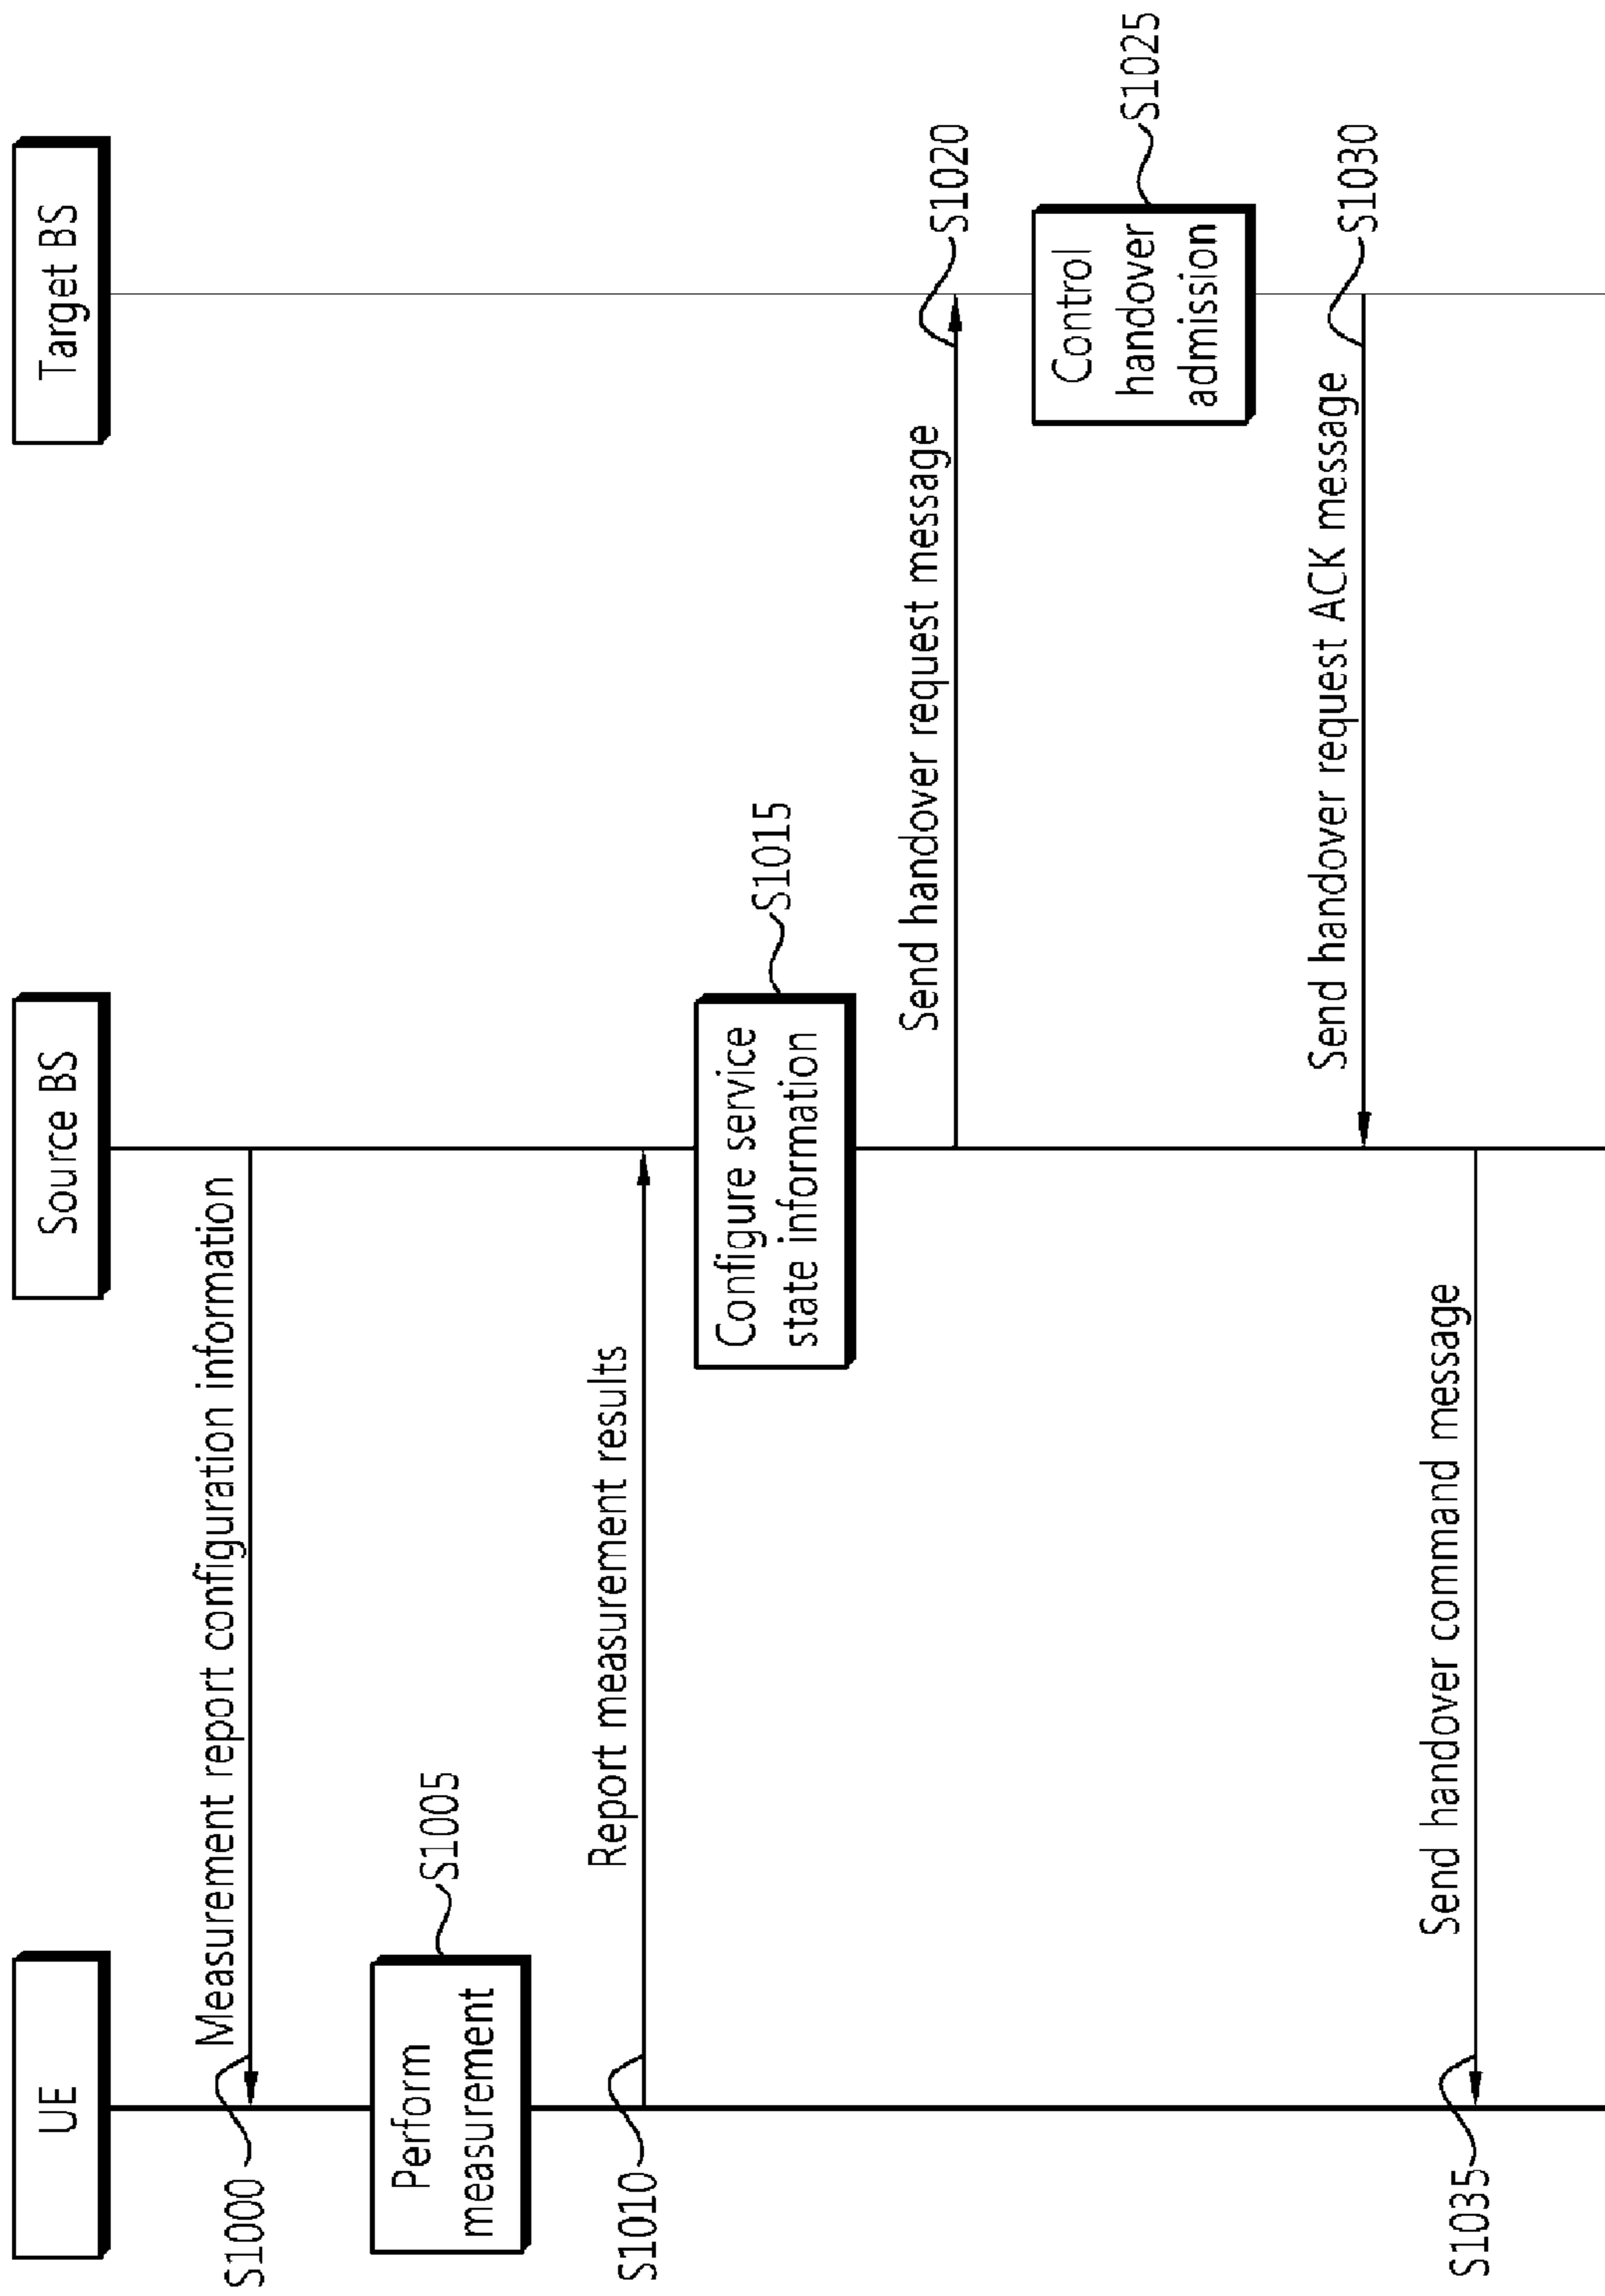 UE
Source BS
Target BS
Measurement report configuration information
S1000
Perform
measurement
S1005
Report measurement results
S1010
Configure service
state information
S1015
Send handover request message
S1020
Control
handover
admission
S1025
Send handover request ACK message
S1030
Send handover command message
S1035